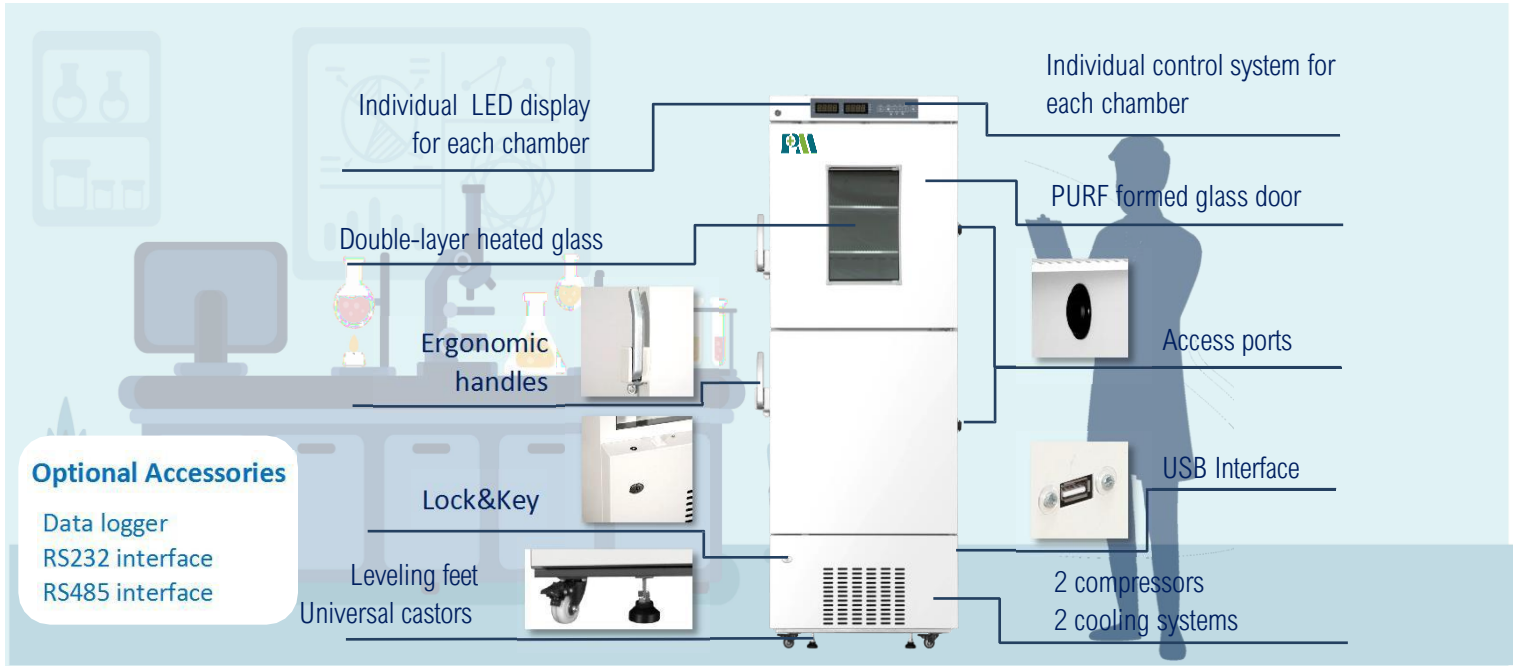 Individual LED display
for each chamber
Individual control system for
each chamber
PM
PURF formed glass door
Double-layer heated glass
Ergonomic
handles
Access ports
Optional Accessories
Data logger
RS232 interface
RS485 interface
Lock&Key
USB Interface
Leveling feet
Universal castors
2 compressors
2 cooling systems